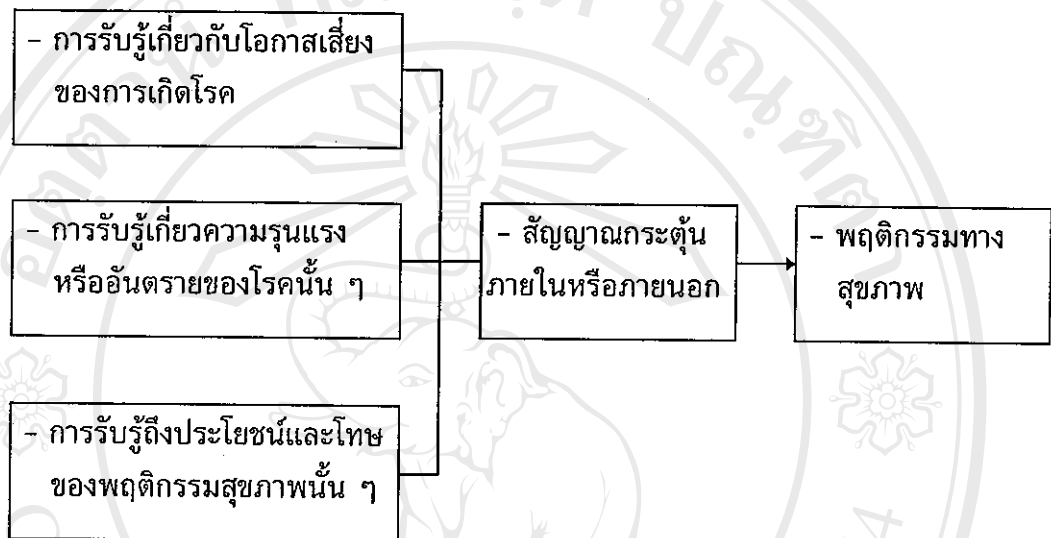 - การรับรู้เกี่ยวกับโอกาสเสี่ยง
ของการเกิดโรค
- การรับรู้เกี่ยวความรุนแรง
หรืออันตรายของโรคนั้น ๆ
- การรับรู้ถึงประโยชน์และโทษ
ของพฤติกรรมสุขภาพนั้น ๆ
- สัญญาณกระตุ้น
ภายในหรือภายนอก
- พฤติกรรมทาง
สุขภาพ